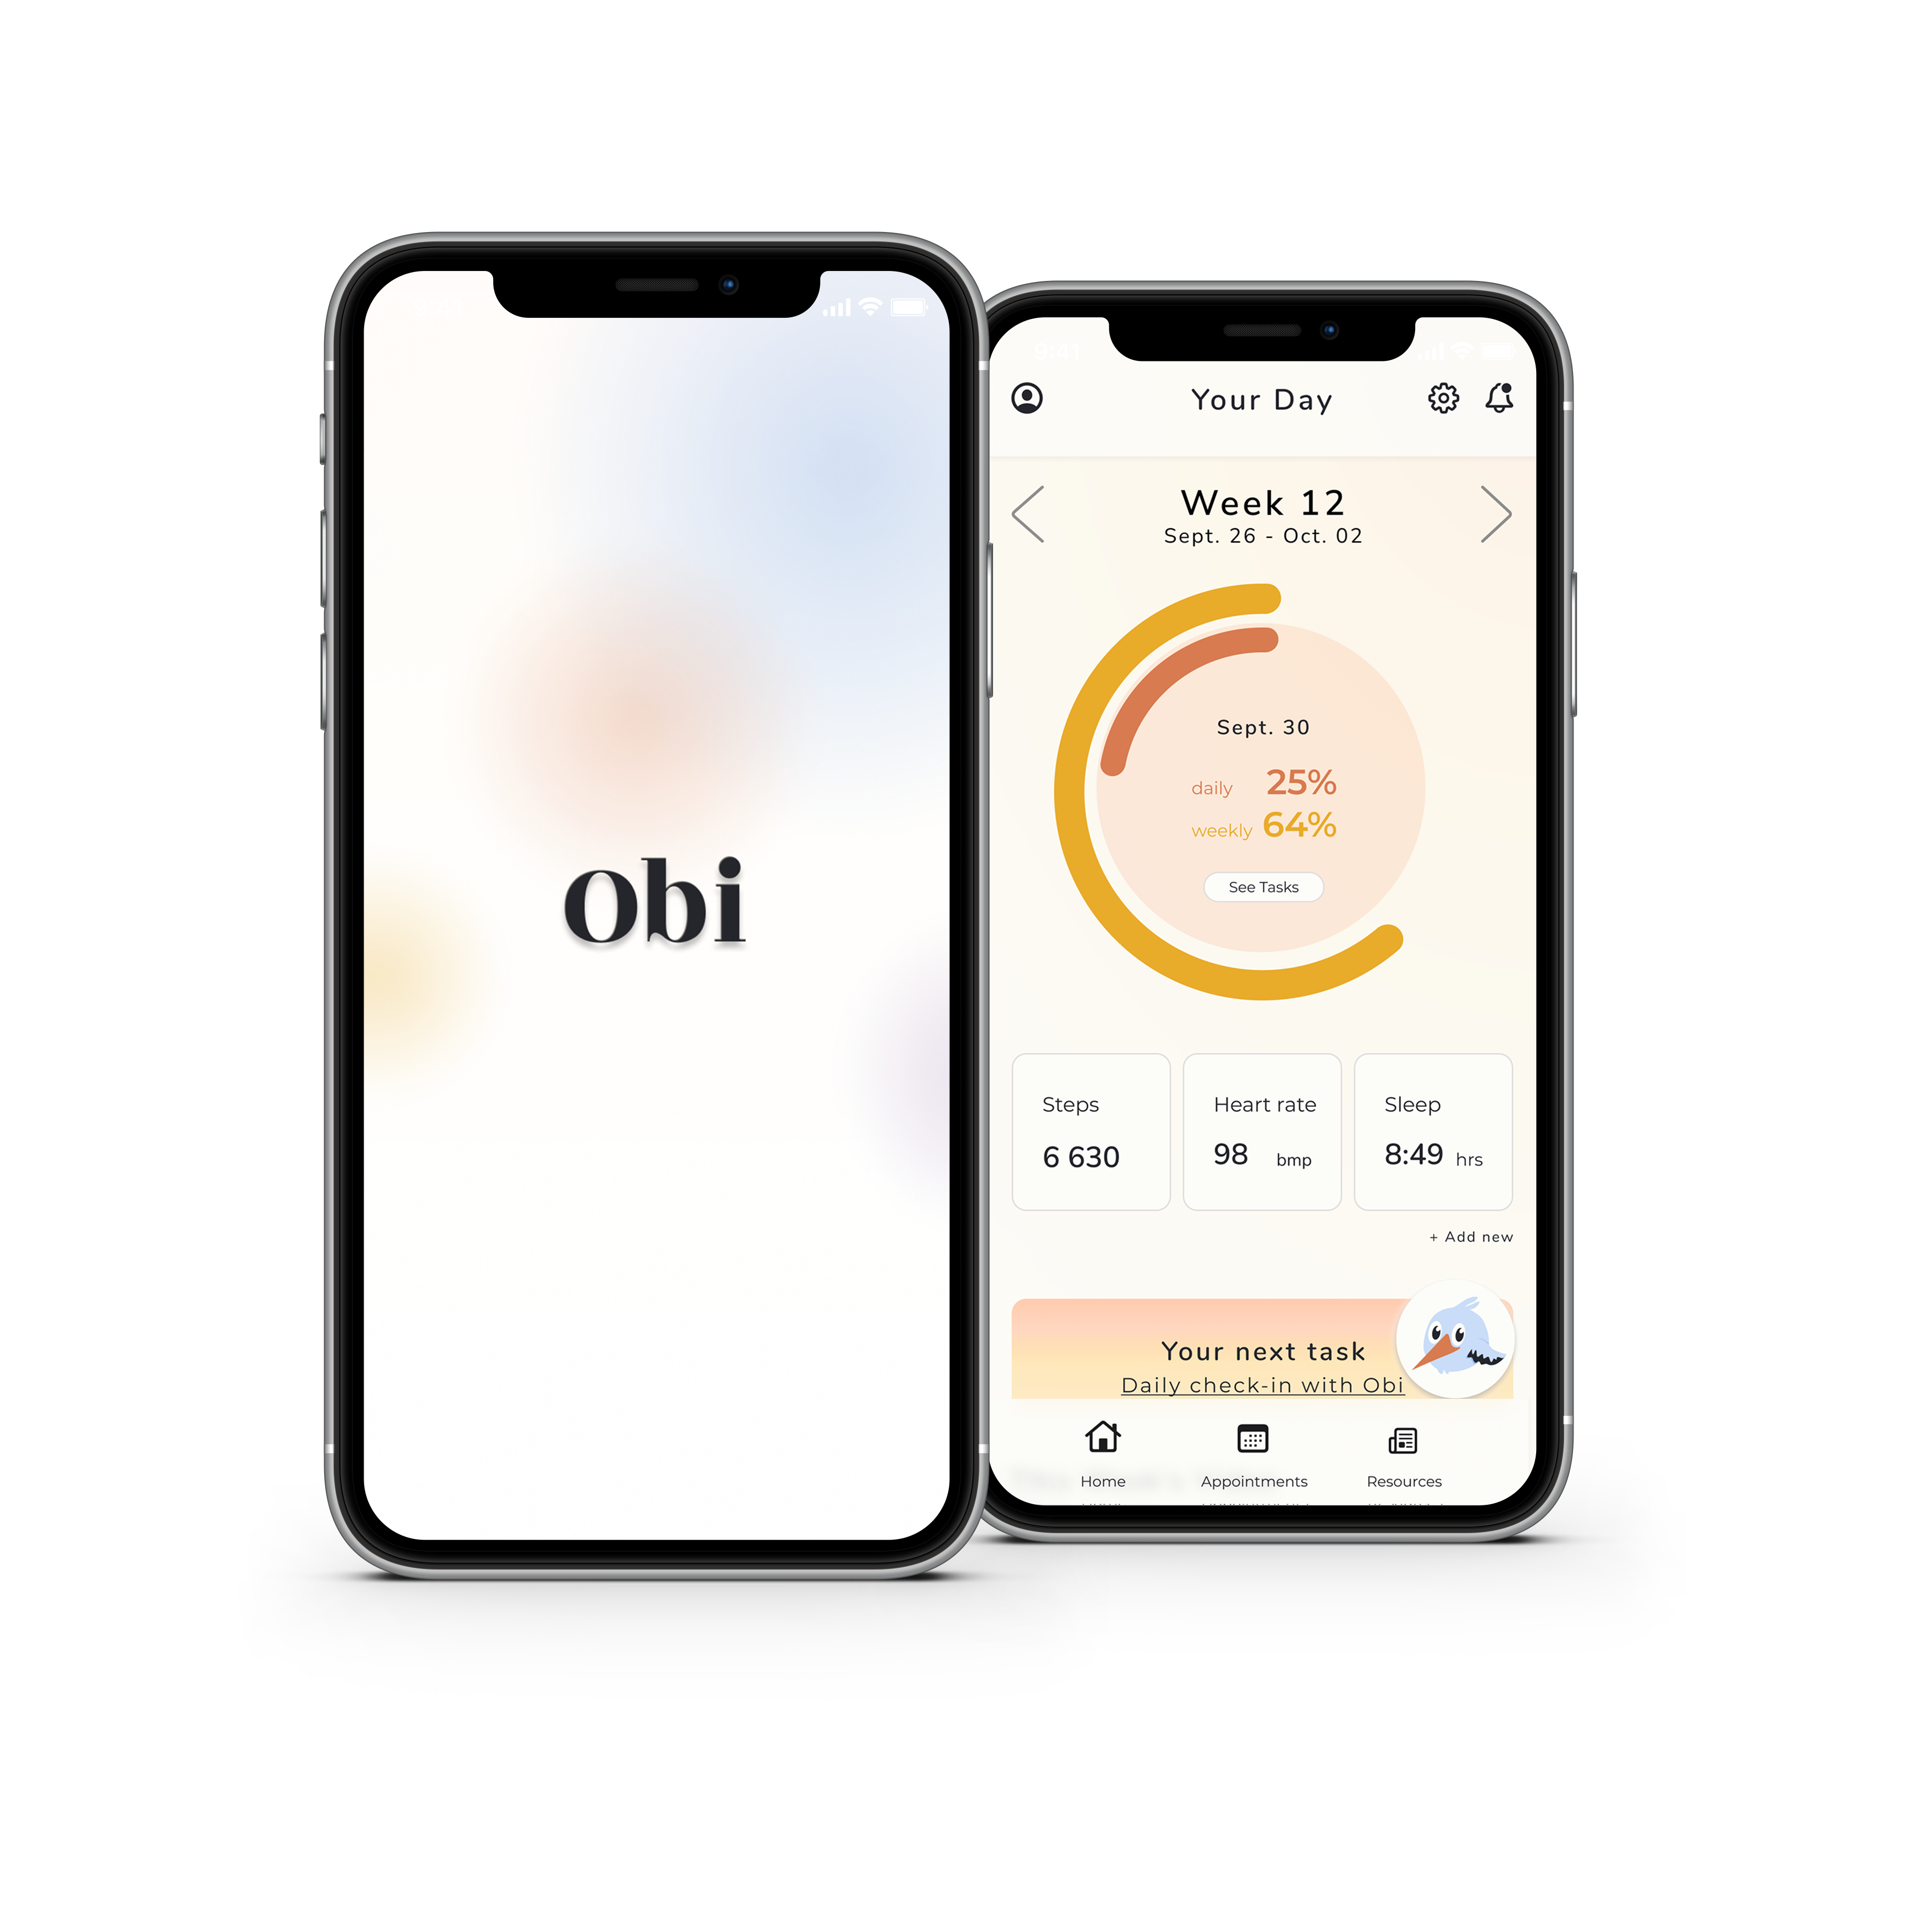 Obi
9:41
Your Day
Week 12
Sept. 26 - Oct. 02
Sept. 30
daily 25%
weekly 64%
See Tasks
Steps
Heart rate
Sleep
6 630
98 bmp
8:49 hrs
+ Add new
Your next task
Daily check-in with Obi
Home
Appointments
Resources